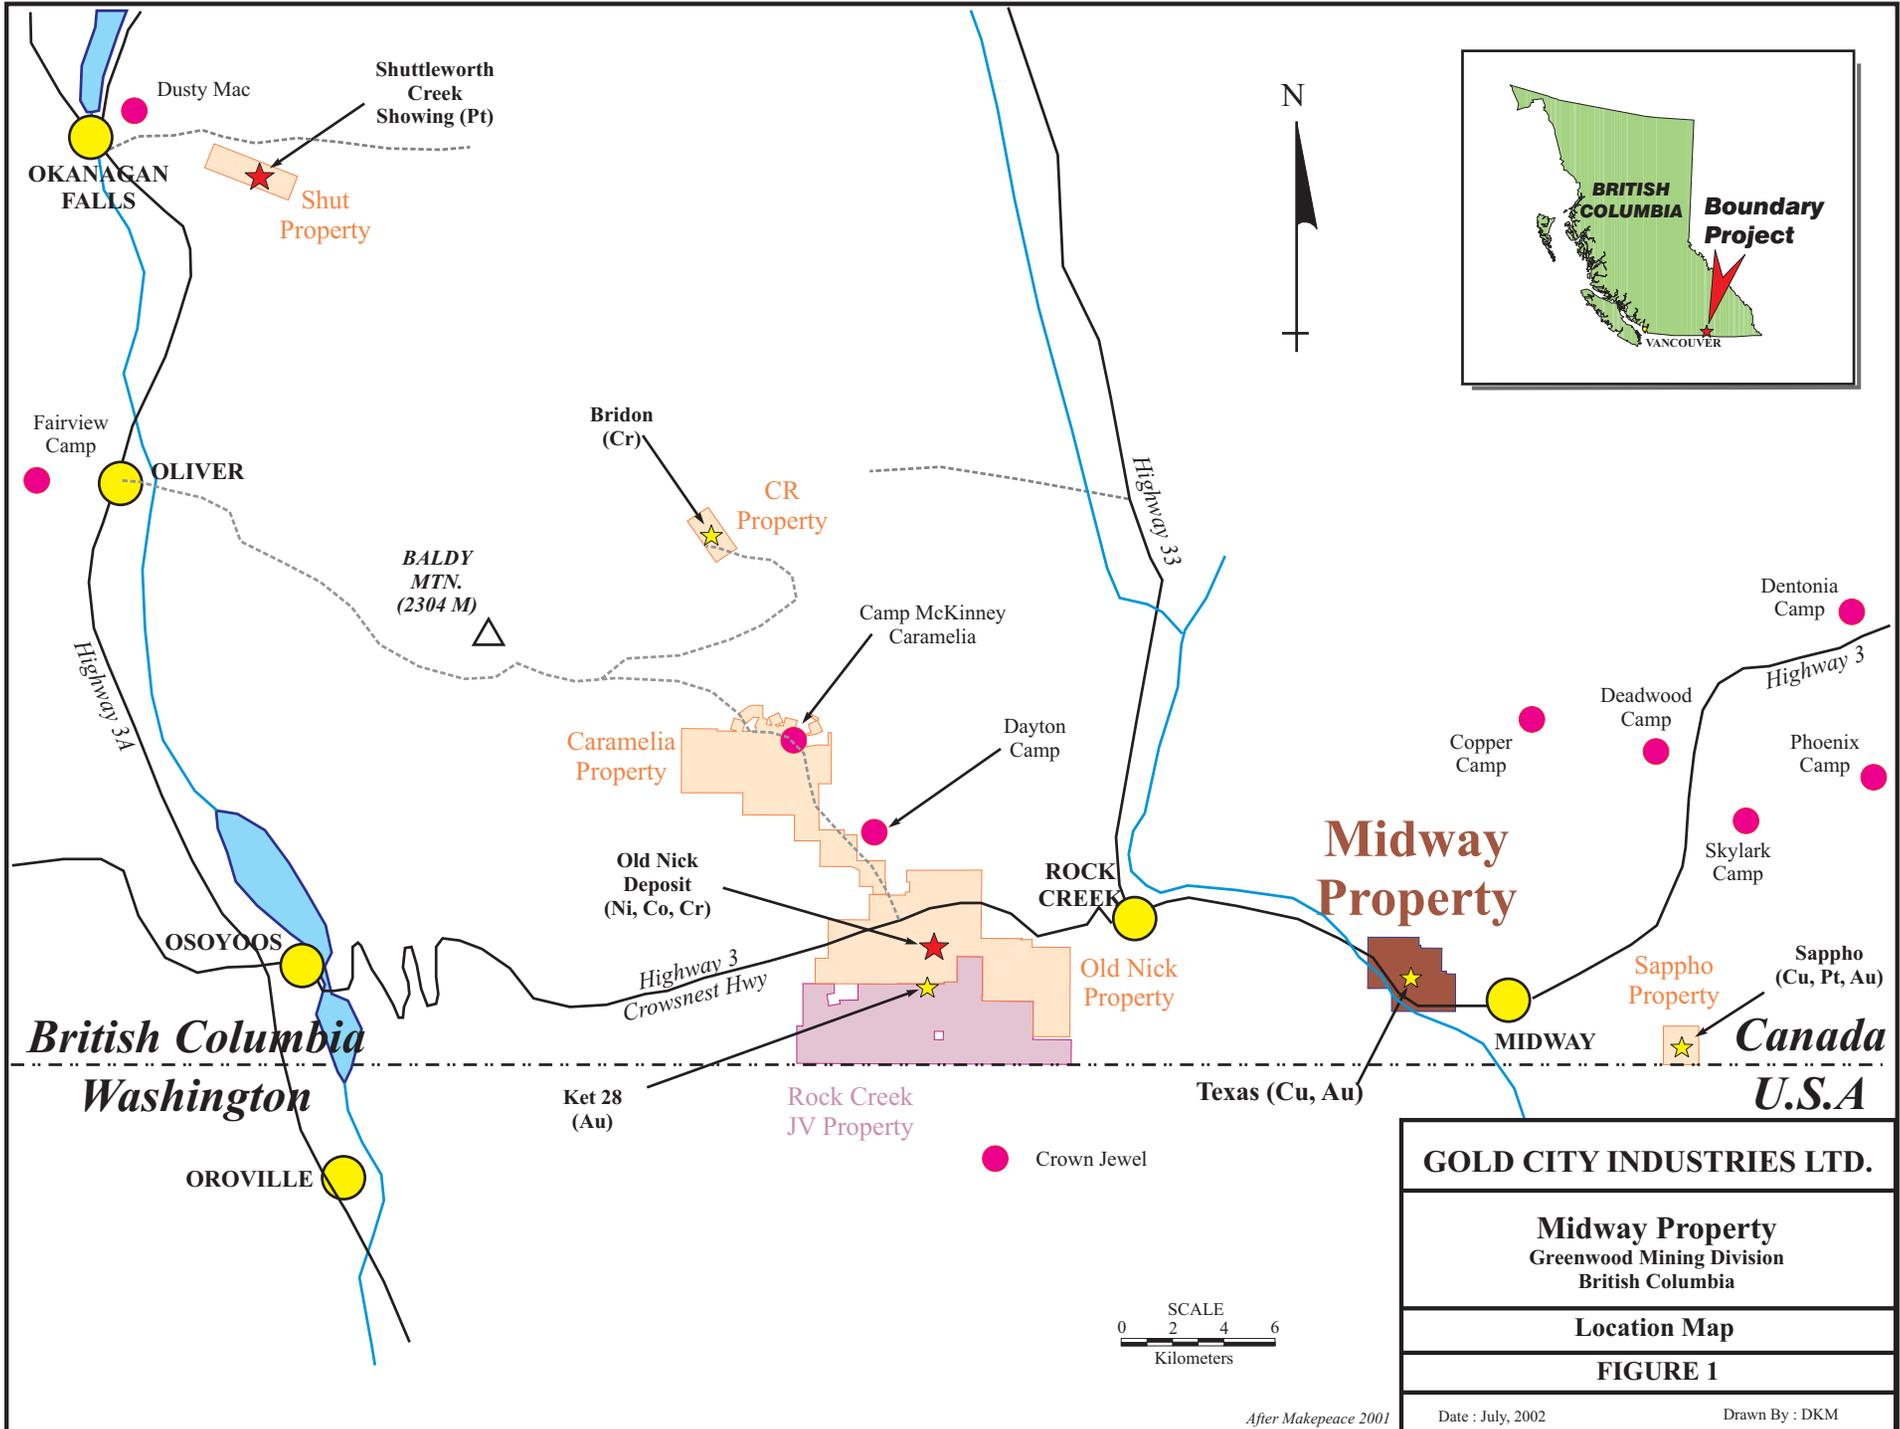 Dusty Mac
Shuttleworth
Creek
Showing (Pt)
OKANAGAN
FALLS
Shut
Property
N
BRITISH
COLUMBIA
Boundary
Project
VANCOUVER
Fairview
Camp
OLIVER
Bridon
(Cr)
CR
Property
Highway 33
BALDY
MTN.
(2304 M)
Camp McKinney
Caramelia
Dentonia
Camp
Highway 3
Highway 3A
Caramelia
Property
Dayton
Camp
Copper
Camp
Deadwood
Camp
Phoenix
Camp
Skylark
Camp
Midway
Property
Old Nick
Deposit
(Ni, Co, Cr)
ROCK
CREEK
OSOYOOS
Highway 3
Crowsnest Hwy
Old Nick
Property
Sappho
Property
Sappho
(Cu, Pt, Au)
MIDWAY
British Columbia
Canada
Washington
U.S.A
Ket 28
(Au)
Rock Creek
JV Property
Texas (Cu, Au)
Crown Jewel
OROVILLE
SCALE
0 2 4 6
Kilometers
After Makepeace 2001
GOLD CITY INDUSTRIES LTD.
Midway Property
Greenwood Mining Division
British Columbia
Location Map
FIGURE 1
Date : July, 2002
Drawn By : DKM